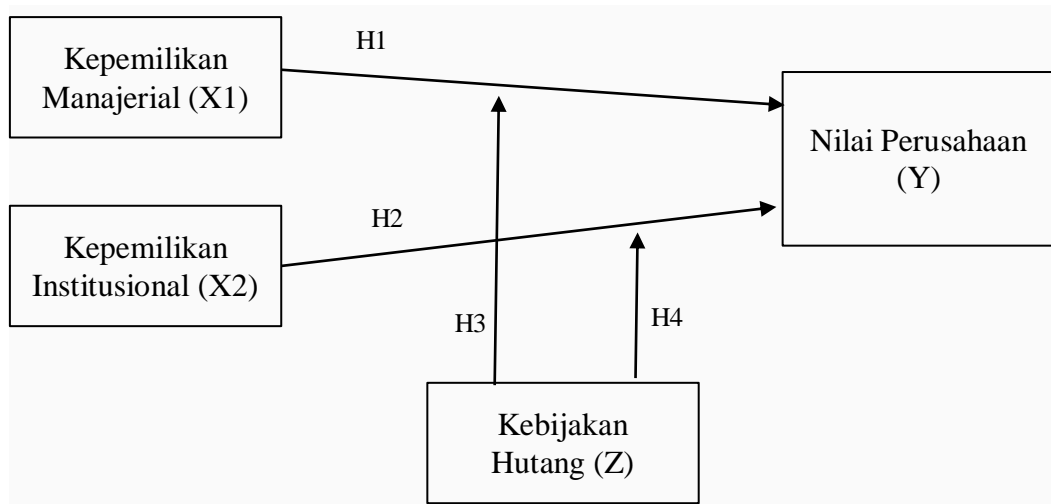 H1
Kepemilikan
Manajerial (X1)
Nilai Perusahaan
(Y)
H2
Kepemilikan
Institusional (X2)
H3
H4
Kebijakan
Hutang (Z)